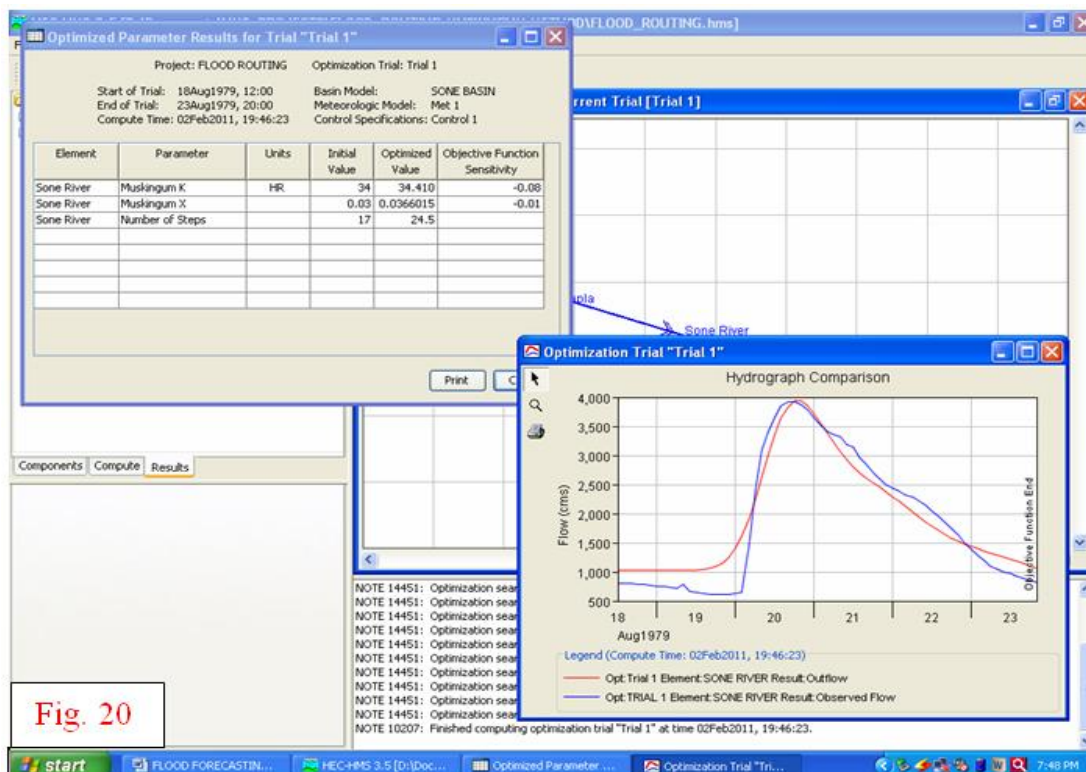 \FLOOD_ROUTING.hms]
Optimized Parameter Results for Trial "Trial 1"
Project: FLOOD ROUTING Optimization Trial: Trial 1
Start of Trial: 18Aug1979, 12:00 Basin Model: SONE BASIN
End of Trial: 23Aug1979, 20:00 Meteorologic Model: Met 1
Compute Time: 02Feb2011, 19:46:23 Control Specifications: Control 1
Element Parameter Units Initial Value Optimized Value Objective Function Sensitivity
Sone River Muskingum K HR 34 34.410 -0.08
Sone River Muskingum X 0.03 0.0366015 -0.01
Sone River Number of Steps 17 24.5
Print
rrent Trial [Trial 1]
Sone River
Components Compute Results
Optimization Trial "Trial 1"
Hydrograph Comparison
Flow (cms)
4,000
3,500
3,000
2,500
2,000
1,500
1,000
500
18 19 20 21 22 23
Aug1979
Objective Function End
Legend (Compute Time: 02Feb2011, 19:46:23)
Opt:Trial 1 Element:SONE RIVER Result:Outflow
Opt:TRIAL 1 Element:SONE RIVER Result:Observed Flow
NOTE 14451: Optimization sear
NOTE 14451: Optimization sear
NOTE 14451: Optimization sear
NOTE 14451: Optimization sear
NOTE 14451: Optimization sear
NOTE 14451: Optimization sear
NOTE 14451: Optimization sear
NOTE 14451: Optimization sear
NOTE 14451: Optimization sear
NOTE 14451: Optimization sear
NOTE 10207: Finished computing optimization trial "Trial 1" at time 02Feb2011, 19:46:23.
Fig. 20
start FLOOD FORECASTIN... HEC-HMS 3.5 [D:\Doc... Optimized Parameter ... Optimization Trial "Tri... 7:48 PM